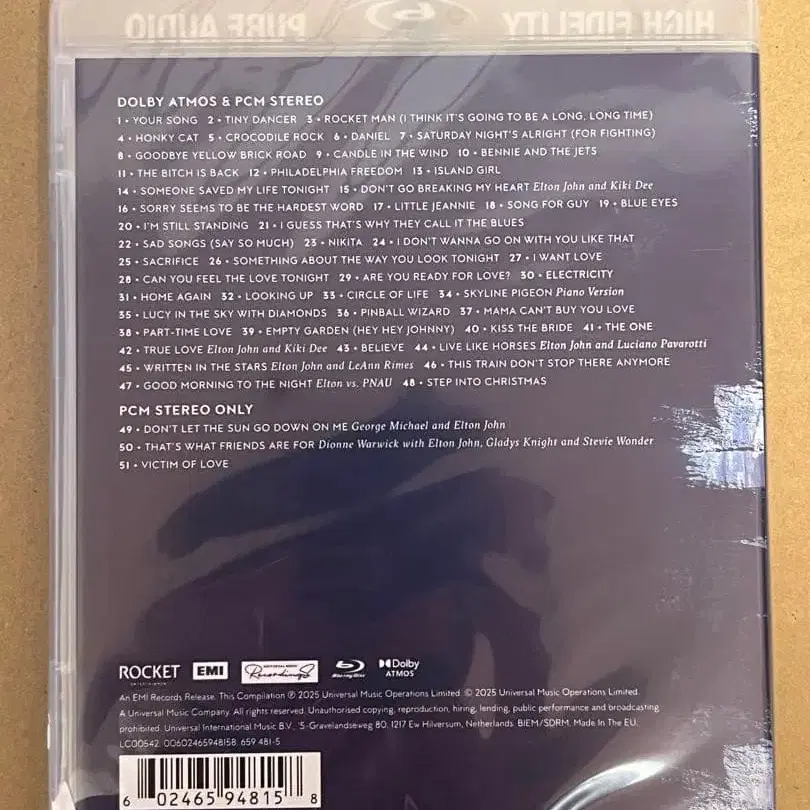 PURE AUDIO HIGH FIDELITY
DOLBY ATMOS & PCM STEREO
1 • YOUR SONG 2 • TINY DANCER 3 • ROCKET MAN (I THINK IT'S GOING TO BE A LONG, LONG TIME)
4 • HONKY CAT 5 • CROCODILE ROCK 6 • DANIEL 7 • SATURDAY NIGHT'S ALRIGHT (FOR FIGHTING)
8 • GOODBYE YELLOW BRICK ROAD 9 • CANDLE IN THE WIND 10 • BENNIE AND THE JETS
11 • THE BITCH IS BACK 12 • PHILADELPHIA FREEDOM 13 • ISLAND GIRL
14 • SOMEONE SAVED MY LIFE TONIGHT 15 • DON'T GO BREAKING MY HEART Elton John and Kiki Dee
16 • SORRY SEEMS TO BE THE HARDEST WORD 17 • LITTLE JEANNIE 18 • SONG FOR GUY 19 • BLUE EYES
20 • I'M STILL STANDING 21 • I GUESS THAT'S WHY THEY CALL IT THE BLUES
22 • SAD SONGS (SAY SO MUCH) 23 • NIKITA 24 • I DON'T WANNA GO ON WITH YOU LIKE THAT
25 • SACRIFICE 26 • SOMETHING ABOUT THE WAY YOU LOOK TONIGHT 27 • I WANT LOVE
28 • CAN YOU FEEL THE LOVE TONIGHT 29 • ARE YOU READY FOR LOVE? 30 • ELECTRICITY
31 • HOME AGAIN 32 • LOOKING UP 33 • CIRCLE OF LIFE 34 • SKYLINE PIGEON Piano Version
35 • LUCY IN THE SKY WITH DIAMONDS 36 • PINBALL WIZARD 37 • MAMA CAN'T BUY YOU LOVE
38 • PART-TIME LOVE 39 • EMPTY GARDEN (HEY HEY JOHNNY) 40 • KISS THE BRIDE 41 • THE ONE
42 • TRUE LOVE Elton John and Kiki Dee 43 • BELIEVE 44 • LIVE LIKE HORSES Elton John and Luciano Pavarotti
45 • WRITTEN IN THE STARS Elton John and LeAnn Rimes 46 • THIS TRAIN DON'T STOP THERE ANYMORE
47 • GOOD MORNING TO THE NIGHT Elton vs. PNAU 48 • STEP INTO CHRISTMAS
PCM STEREO ONLY
49 • DON'T LET THE SUN GO DOWN ON ME George Michael and Elton John
50 • THAT'S WHAT FRIENDS ARE FOR Dionne Warwick with Elton John, Gladys Knight and Stevie Wonder
51 • VICTIM OF LOVE
ROCKET ENTERTAINMENT EMI UNIVERSAL MUSIC Recordings Blu-ray Disc Dolby ATMOS
An EMI Records Release. This Compilation ℗ 2025 Universal Music Operations Limited. © 2025 Universal Music Operations Limited.
A Universal Music Company. All rights reserved. Unauthorised copying, reproduction, hiring, lending, public performance and broadcasting
prohibited. Universal International Music B.V., 'S-Gravelandseweg 80, 1217 Ew Hilversum, Netherlands. BIEM/SDRM. Made In The EU.
LC00542. 00602465948158. 659 481-5
6 02465 94815 8